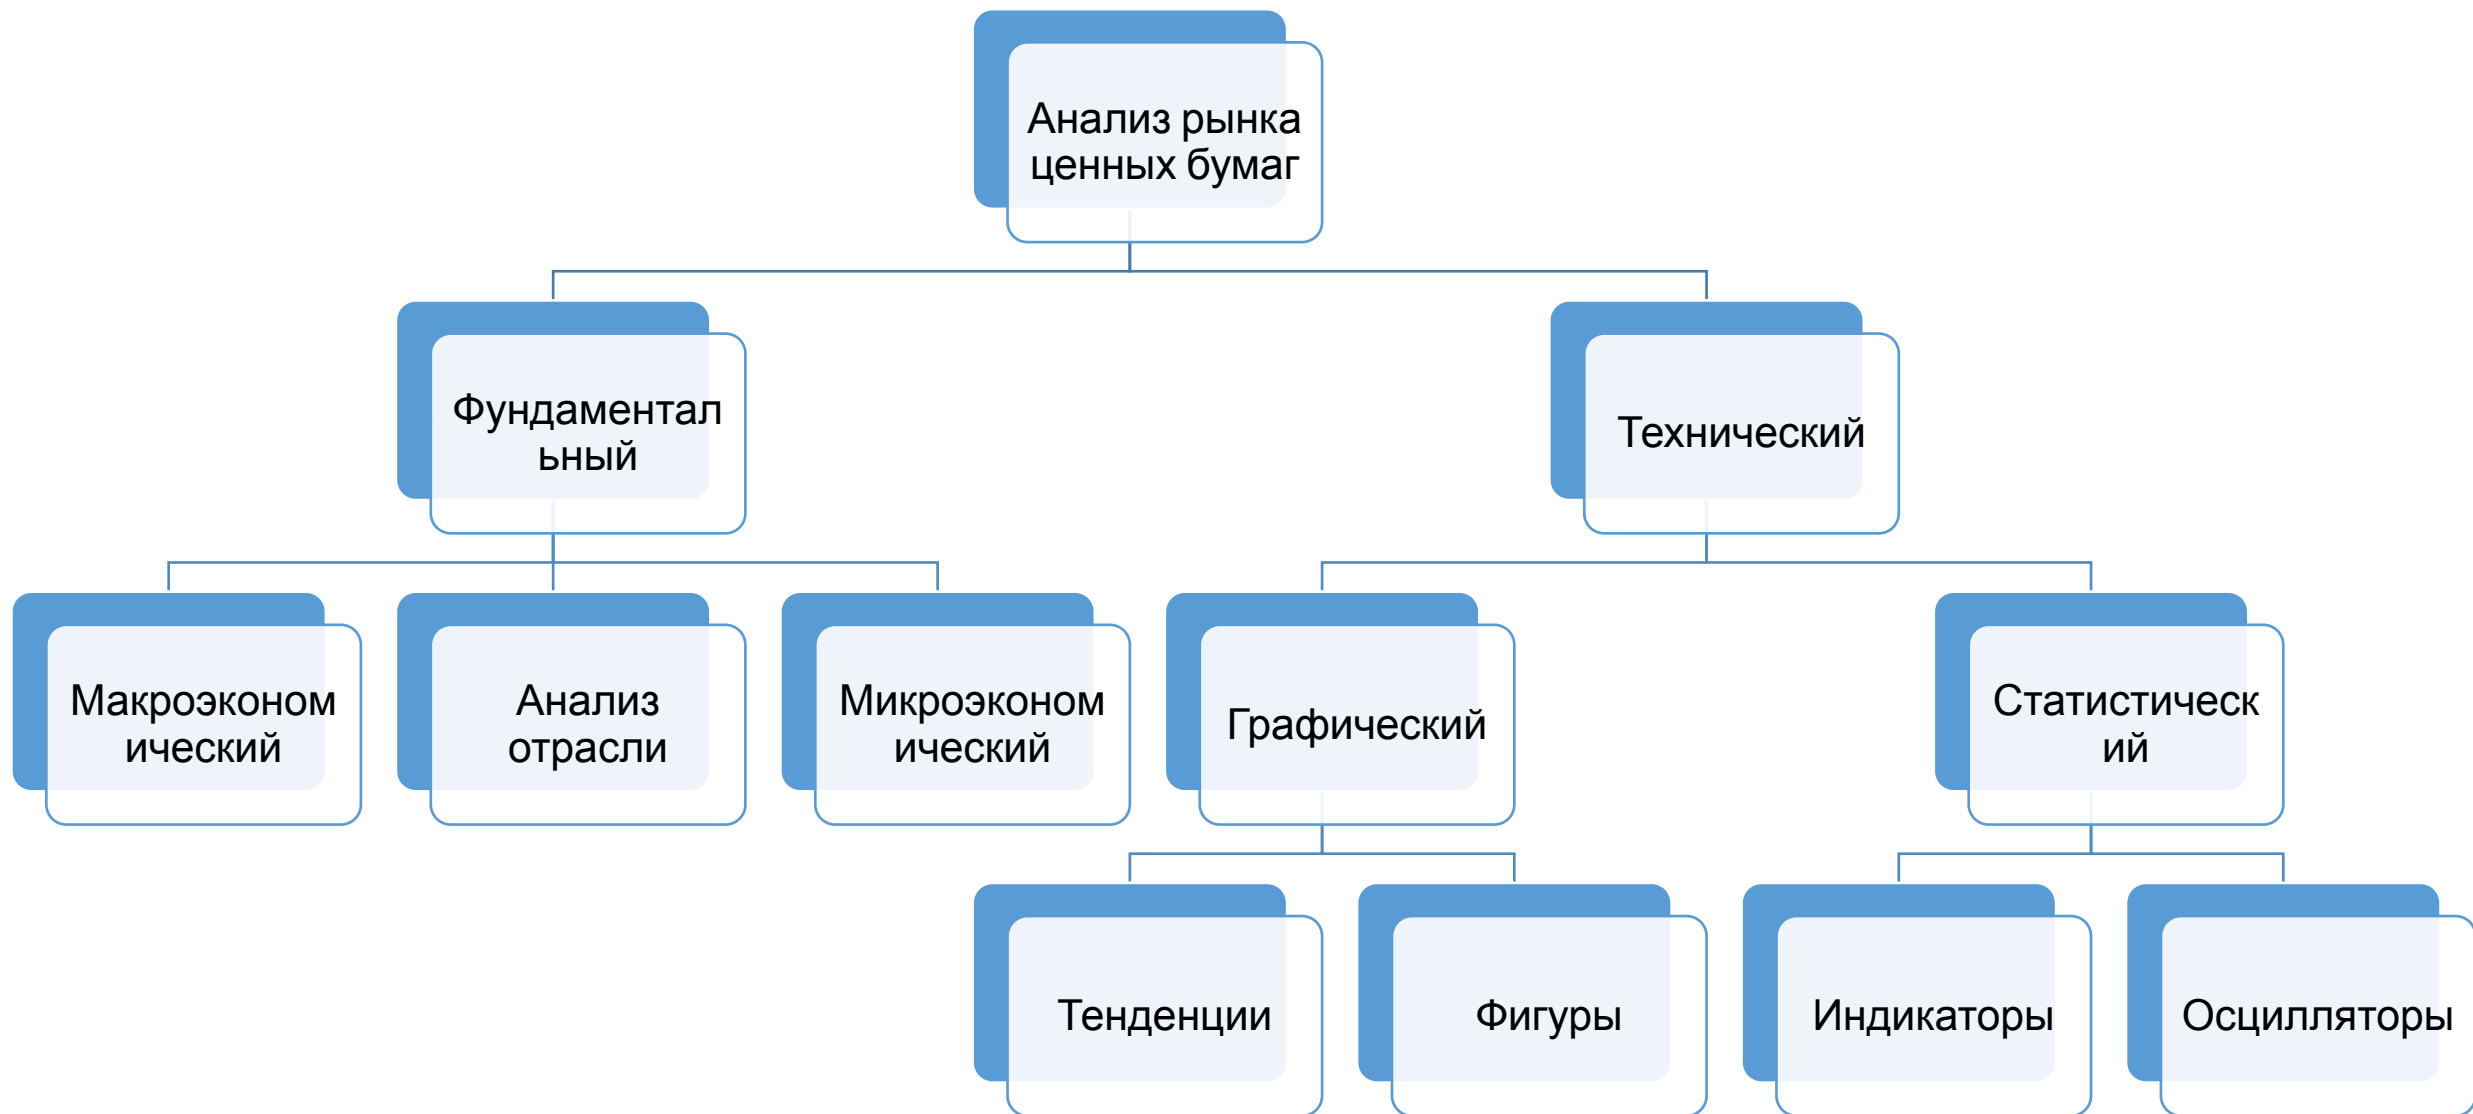 Анализ рынка
ценных бумаг
Фундаментал
ьный
Технический
Макроэконом
ический
Анализ
отрасли
Микроэконом
ический
Графический
Статистическ
ий
Тенденции
Фигуры
Индикаторы
Осцилляторы